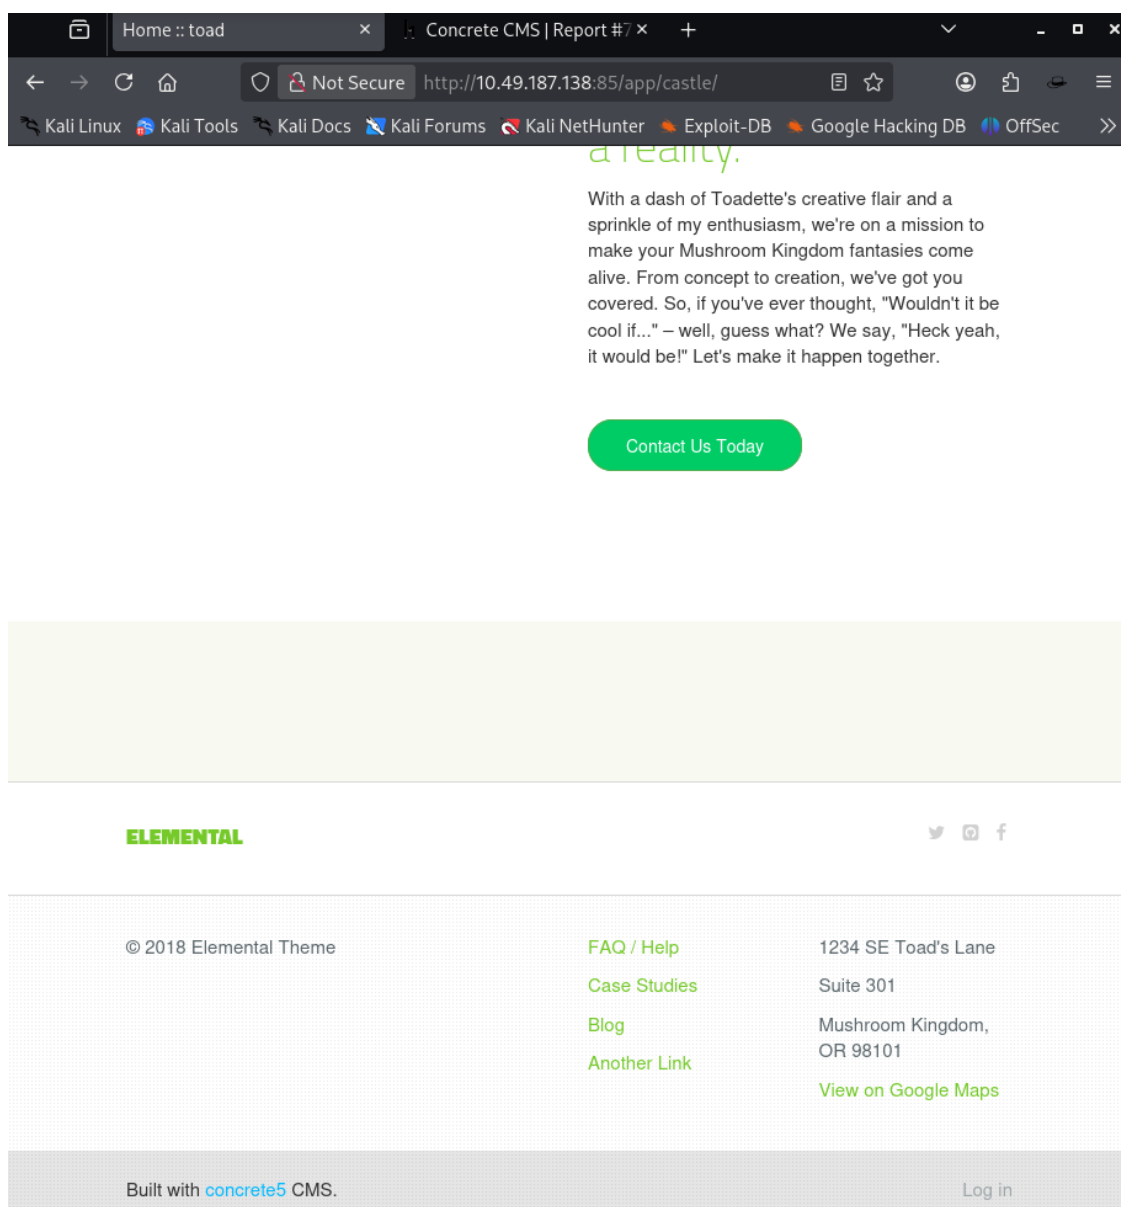 Home :: toad
Concrete CMS | Report #7
Not Secure http://10.49.187.138:85/app/castle/
Kali Linux Kali Tools Kali Docs Kali Forums Kali NetHunter Exploit-DB Google Hacking DB OffSec
a reality.
With a dash of Toadette's creative flair and a
sprinkle of my enthusiasm, we're on a mission to
make your Mushroom Kingdom fantasies come
alive. From concept to creation, we've got you
covered. So, if you've ever thought, "Wouldn't it be
cool if..." – well, guess what? We say, "Heck yeah,
it would be!" Let's make it happen together.
Contact Us Today
ELEMENTAL
© 2018 Elemental Theme
FAQ / Help
Case Studies
Blog
Another Link
1234 SE Toad's Lane
Suite 301
Mushroom Kingdom,
OR 98101
View on Google Maps
Built with concrete5 CMS.
Log in